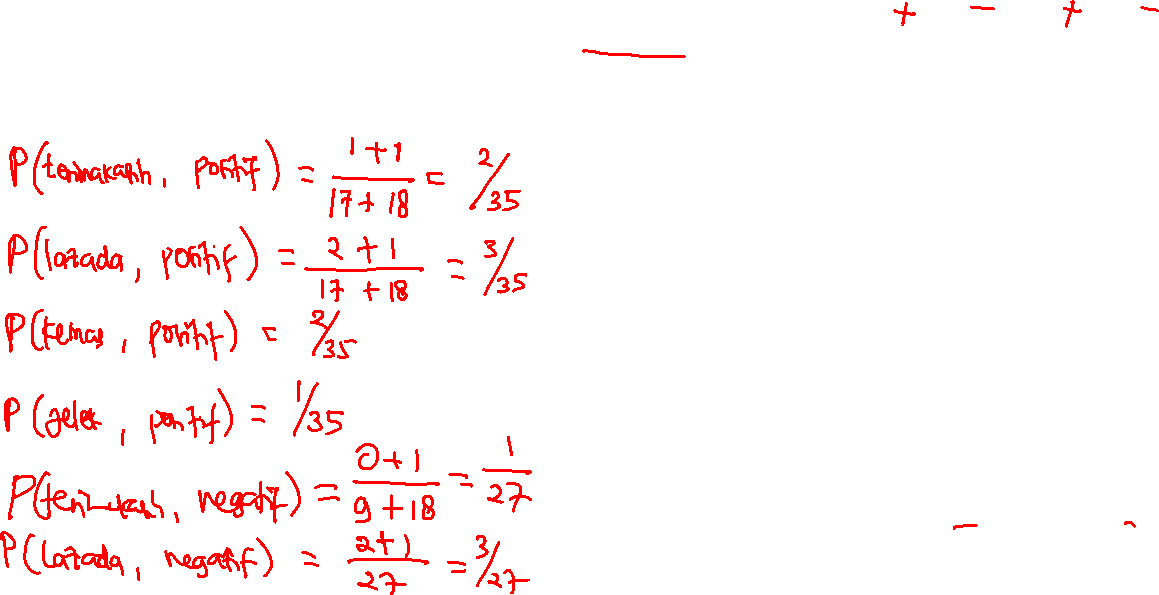 + - + -
P(terimakasih, positif) = 1+1 / 17+18 = 2/35
P(lazada, positif) = 2+1 / 17+18 = 3/35
P(kemas, positif) = 2/35
P(jelek, positif) = 1/35
P(terimakasih, negatif) = 0+1 / 9+18 = 1/27
P(lazada, negatif) = 2+1 / 27 = 3/27
- -